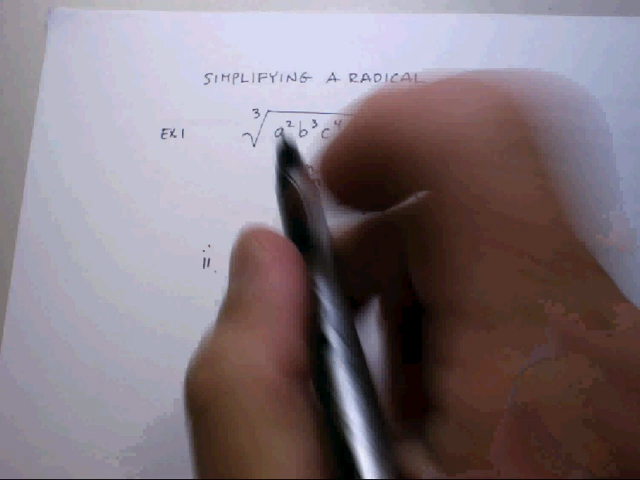 SIMPLIFYING A RADICAL
EX.1 ∛a²b³c⁴
ii.